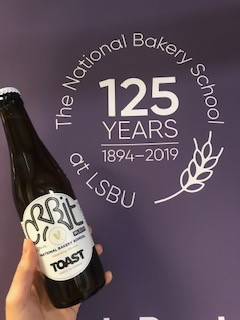 The National Bakery School
125
YEARS
1894–2019
at LSBU
ORBIT
NATIONAL BAKERY SCHOOL
TOAST